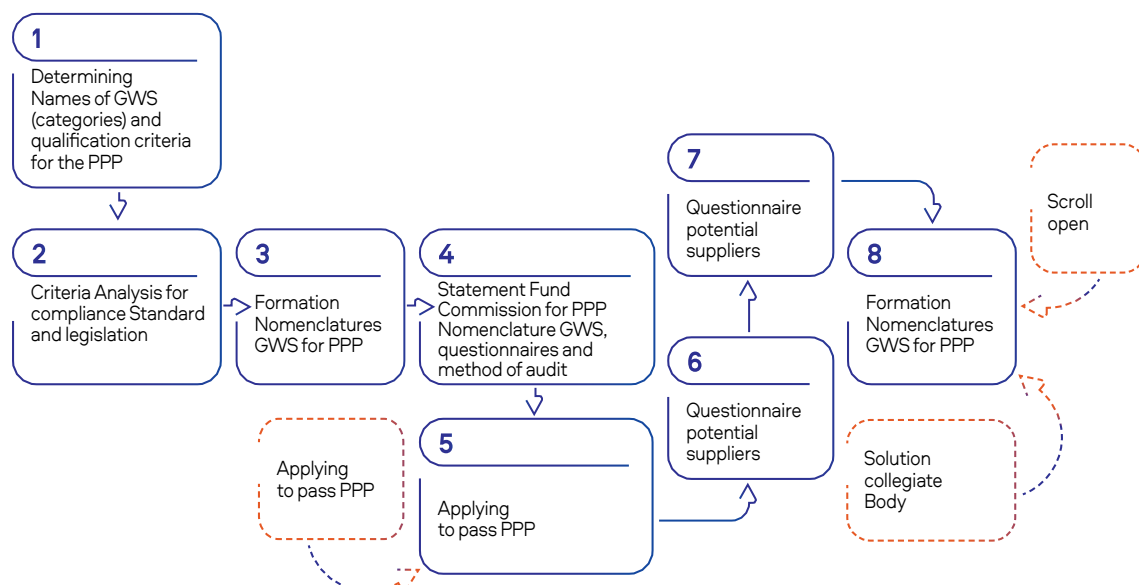 1
Determining
Names of GWS
(categories) and
qualification criteria
for the PPP
2
Criteria Analysis for
compliance Standard
and legislation
3
Formation
Nomenclatures
GWS for PPP
4
Statement Fund
Commission for PPP
Nomenclature GWS,
questionnaires and
method of audit
Applying
to pass PPP
5
Applying
to pass PPP
6
Questionnaire
potential
suppliers
7
Questionnaire
potential
suppliers
8
Formation
Nomenclatures
GWS for PPP
Scroll
open
Solution
collegiate
Body